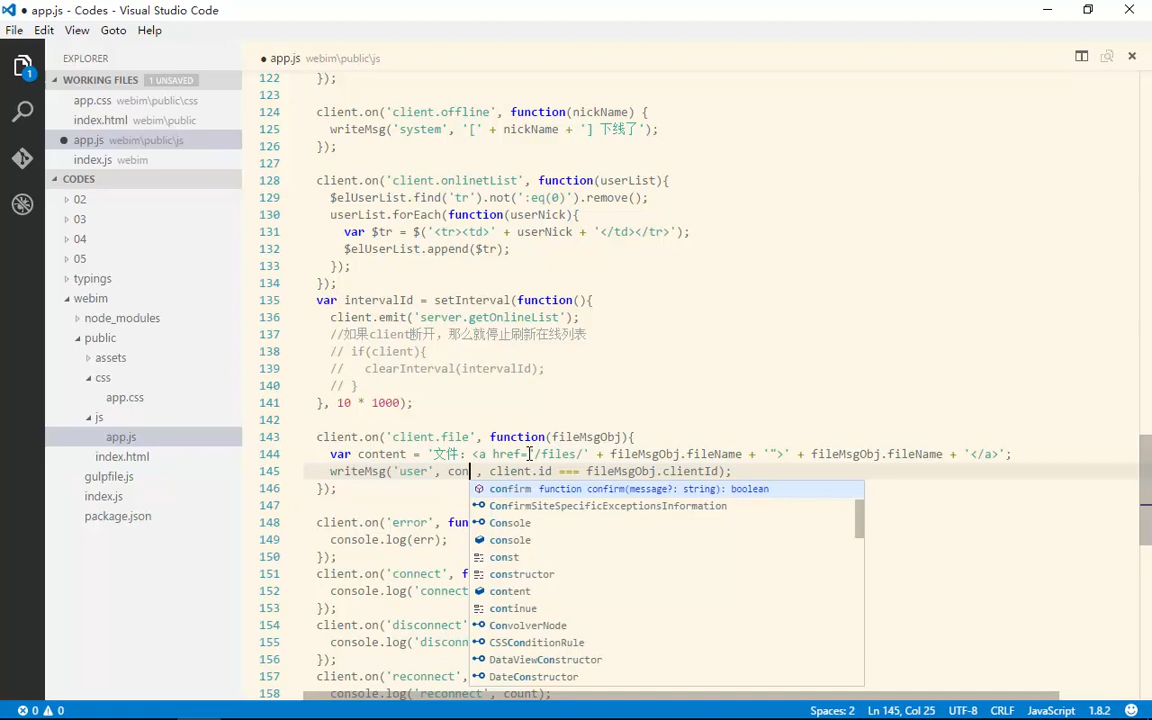 app.js - Codes - Visual Studio Code
File Edit View Goto Help
EXPLORER
WORKING FILES 1 UNSAVED
app.css webim\public\css
index.html webim\public
app.js webim\public\js
index.js webim
CODES
02
03
04
05
typings
webim
node_modules
public
assets
css
app.css
js
app.js
index.html
gulpfile.js
index.js
package.json
1
app.js webim\public\js
122 });
123
124 client.on('client.offline', function(nickName) {
125 writeMsg('system', '[' + nickName + '] 下线了');
126 });
127
128 client.on('client.onlinetList', function(userList){
129 $elUserList.find('tr').not(':eq(0)').remove();
130 userList.forEach(function(userNick){
131 var $tr = $('<tr><td>' + userNick + '</td></tr>');
132 $elUserList.append($tr);
133 });
134 });
135 var intervalId = setInterval(function(){
136 client.emit('server.getOnlineList');
137 //如果client断开，那么就停止刷新在线列表
138 // if(client){
139 // clearInterval(intervalId);
140 // }
141 }, 10 * 1000);
142
143 client.on('client.file', function(fileMsgObj){
144 var content = '文件：<a href="/files/' + fileMsgObj.fileName + '">' + fileMsgObj.fileName + '</a>';
145 writeMsg('user', con , client.id === fileMsgObj.clientId);
146 });
147
148 client.on('error', fun
149 console.log(err);
150 });
151 client.on('connect', f
152 console.log('connect
153 });
154 client.on('disconnect'
155 console.log('disconn
156 });
157 client.on('reconnect',
158 console.log('reconnect', count);
confirm function confirm(message?: string): boolean
ConfirmSiteSpecificExceptionsInformation
Console
console
const
constructor
content
continue
ConvolverNode
CSSConditionRule
DataViewConstructor
DateConstructor
0 0
Spaces: 2 Ln 145, Col 25 UTF-8 CRLF JavaScript 1.8.2